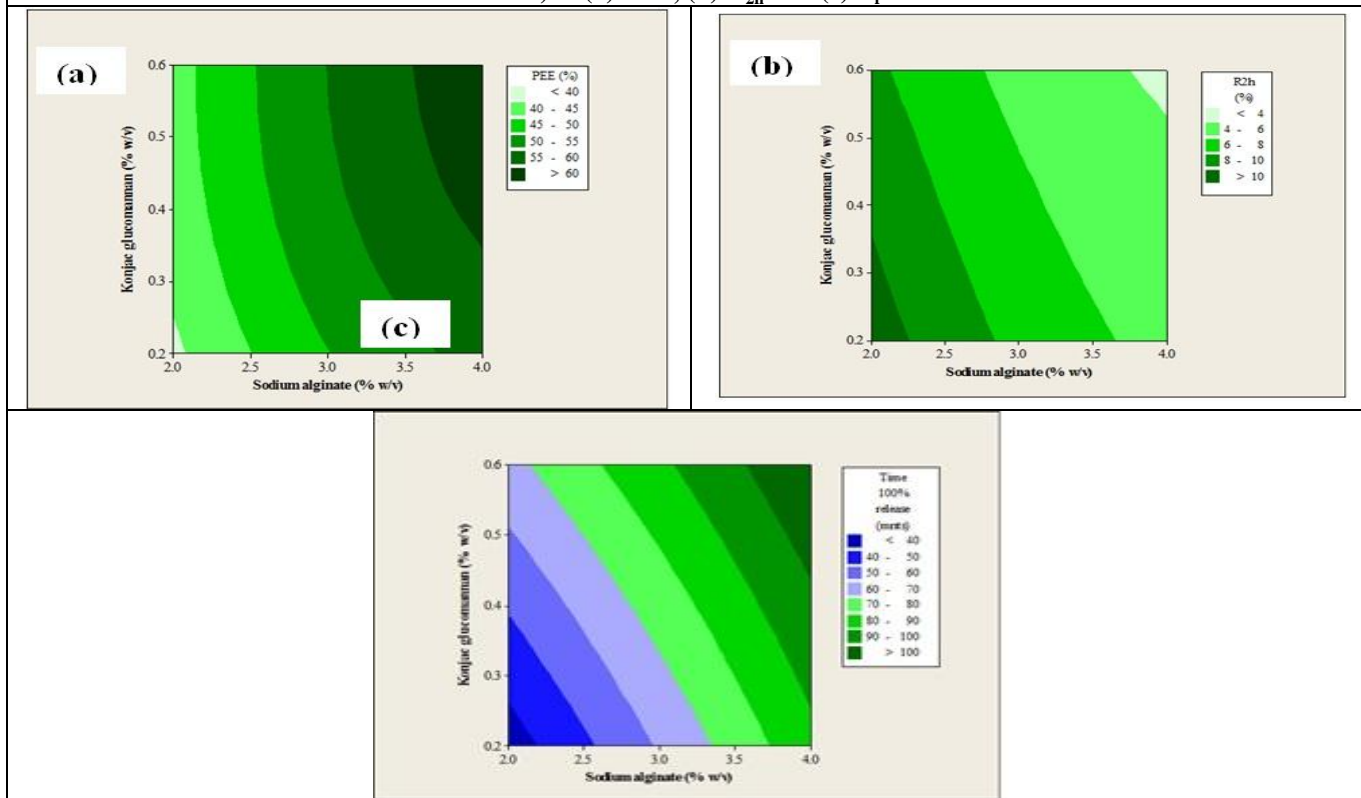 (a)
0.6
0.5
0.4
0.3
0.2
2.0 2.5 3.0 3.5 4.0
Konjac glucomannan (% w/v)
Sodium alginate (% w/v)
PEE (%)
< 40
40 - 45
45 - 50
50 - 55
55 - 60
> 60
(c)
(b)
0.6
0.5
0.4
0.3
0.2
2.0 2.5 3.0 3.5 4.0
Konjac glucomannan (% w/v)
Sodium alginate (% w/v)
R2h
(%)
< 4
4 - 6
6 - 8
8 - 10
> 10
0.6
0.5
0.4
0.3
0.2
2.0 2.5 3.0 3.5 4.0
Konjac glucomannan (% w/v)
Sodium alginate (% w/v)
Time
100%
release
(mnts)
< 40
40 - 50
50 - 60
60 - 70
70 - 80
80 - 90
90 - 100
> 100